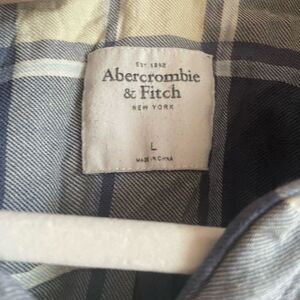 EST 1892
Abercrombie
& Fitch
NEW YORK
L
MADE IN CHINA